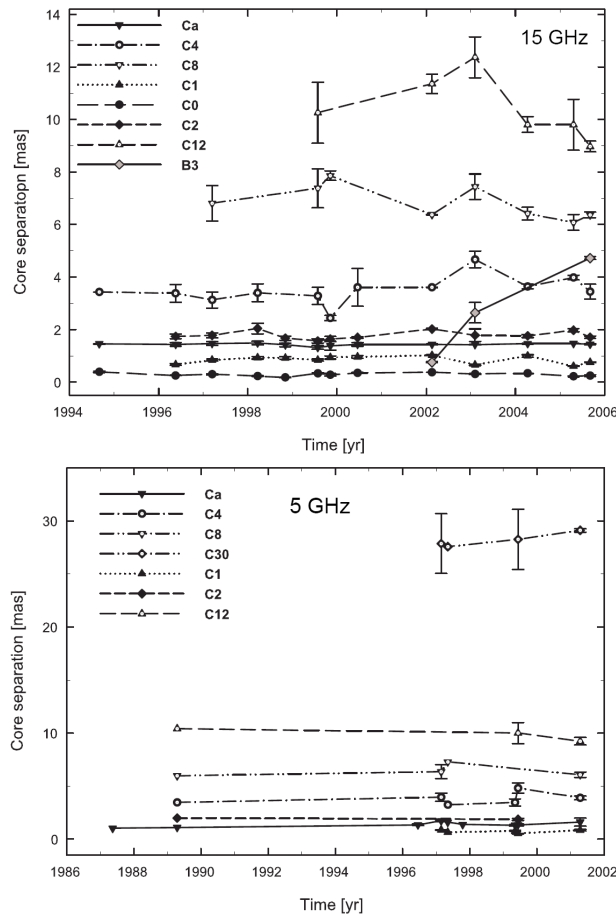 15 GHz
Ca
C4
C8
C1
C0
C2
C12
B3
Core separatopn [mas]
14
12
10
8
6
4
2
0
1994 1996 1998 2000 2002 2004 2006
Time [yr]
5 GHz
Ca
C4
C8
C30
C1
C2
C12
Core separation [mas]
30
20
10
0
1986 1988 1990 1992 1994 1996 1998 2000 2002
Time [yr]